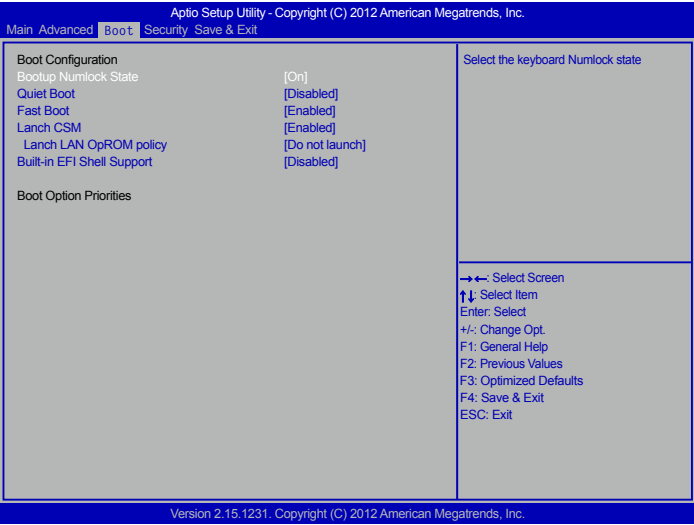 Aptio Setup Utility - Copyright (C) 2012 American Megatrends, Inc.
Main Advanced Boot Security Save & Exit
Boot Configuration
Bootup Numlock State [On]
Quiet Boot [Disabled]
Fast Boot [Enabled]
Lanch CSM [Enabled]
Lanch LAN OpROM policy [Do not launch]
Built-in EFI Shell Support [Disabled]
Boot Option Priorities
Select the keyboard Numlock state
→←: Select Screen
↑↓: Select Item
Enter: Select
+/-: Change Opt.
F1: General Help
F2: Previous Values
F3: Optimized Defaults
F4: Save & Exit
ESC: Exit
Version 2.15.1231. Copyright (C) 2012 American Megatrends, Inc.